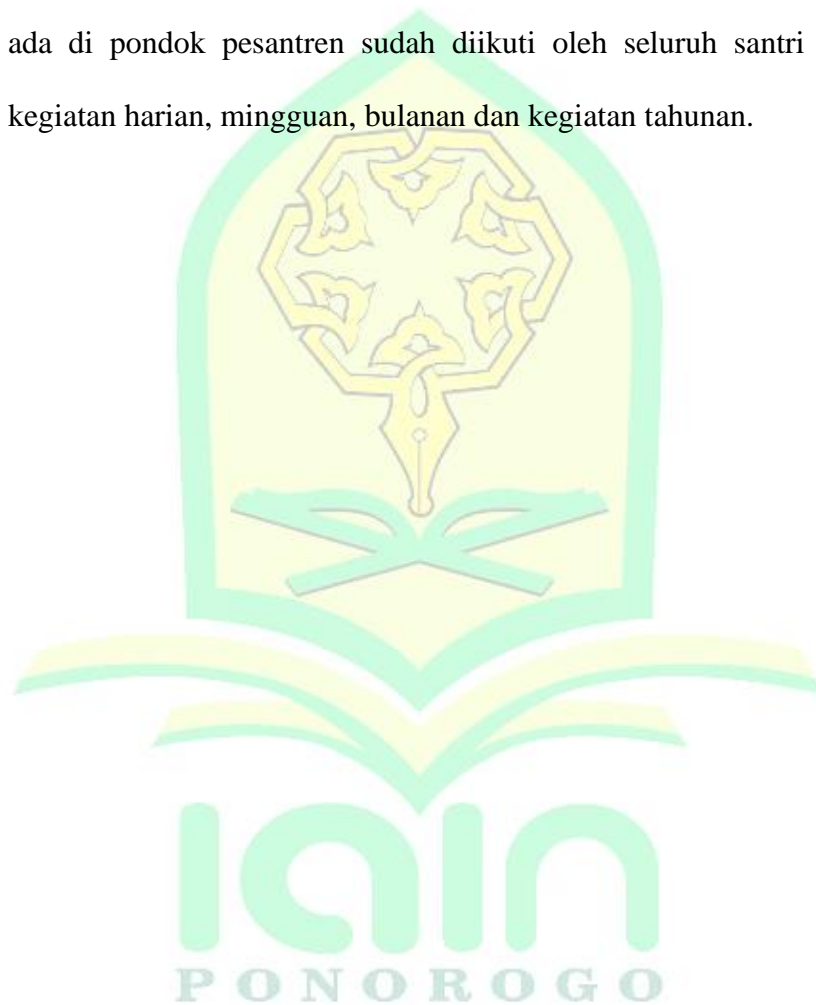 ada di pondok pesantren sudah diikuti oleh seluruh santri
kegiatan harian, mingguan, bulanan dan kegiatan tahunan.
IAIN
PONOROGO